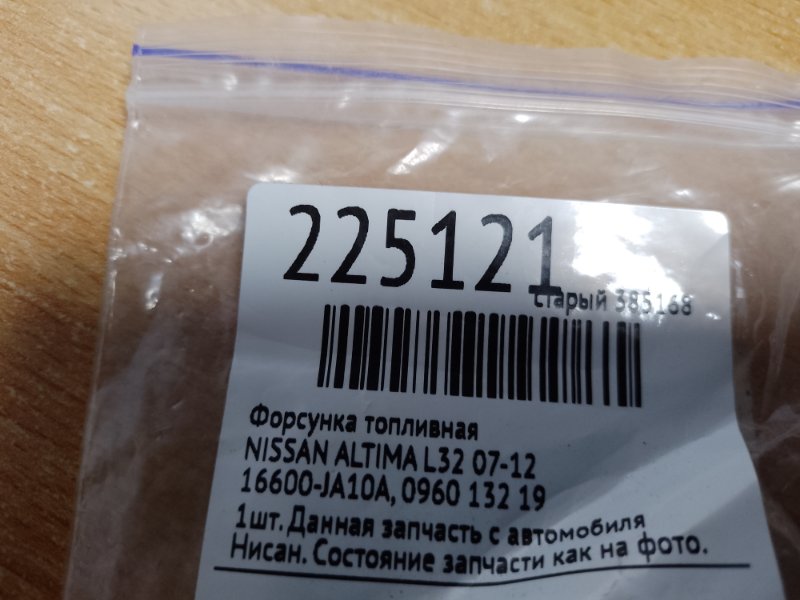 225121
старый 385168
Форсунка топливная
NISSAN ALTIMA L32 07-12
16600-JA10A, 0960 132 19
1шт. Данная запчасть с автомобиля
Нисан. Состояние запчасти как на фото.